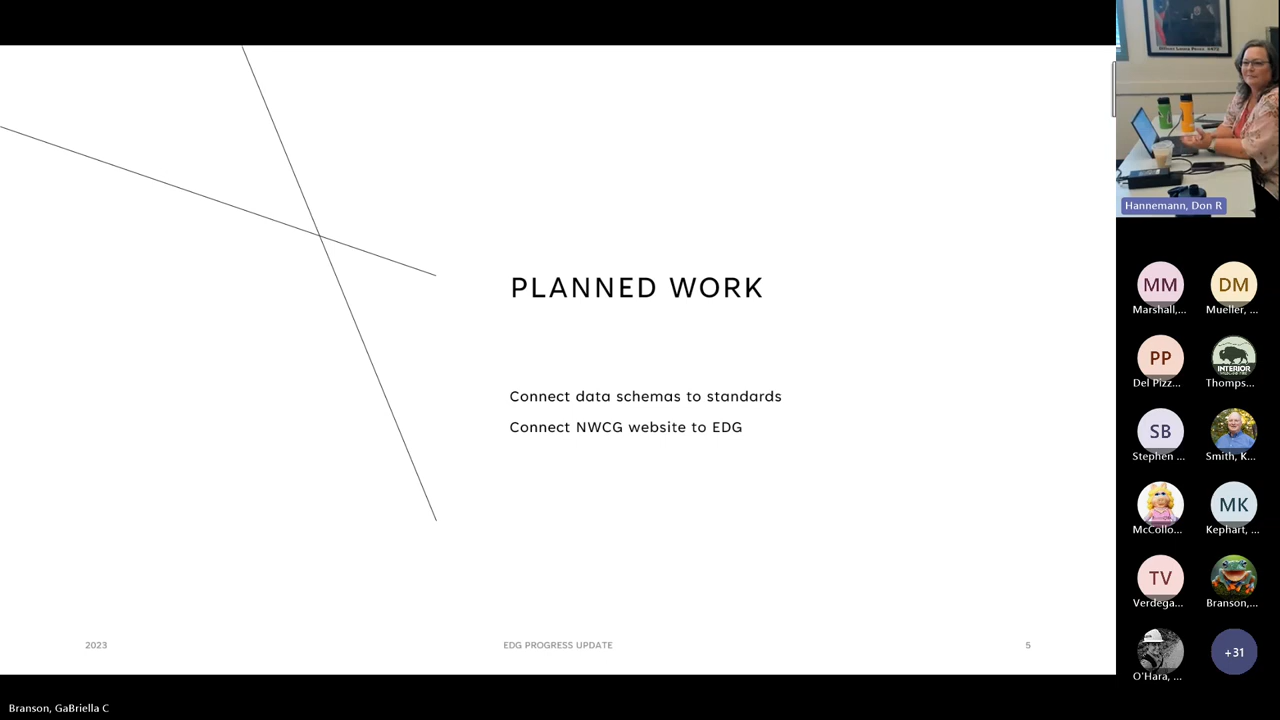 PLANNED WORK
Connect data schemas to standards
Connect NWCG website to EDG
2023
EDG PROGRESS UPDATE
5
Hannemann, Don R
MM
Marshall,...
DM
Mueller, ...
PP
Del Pizz...
INTERIOR
Thomps...
SB
Stephen ...
Smith, K...
McCollo...
MK
Kephart, ...
TV
Verdega...
Branson,...
O'Hara, ...
+31
Branson, GaBriella C